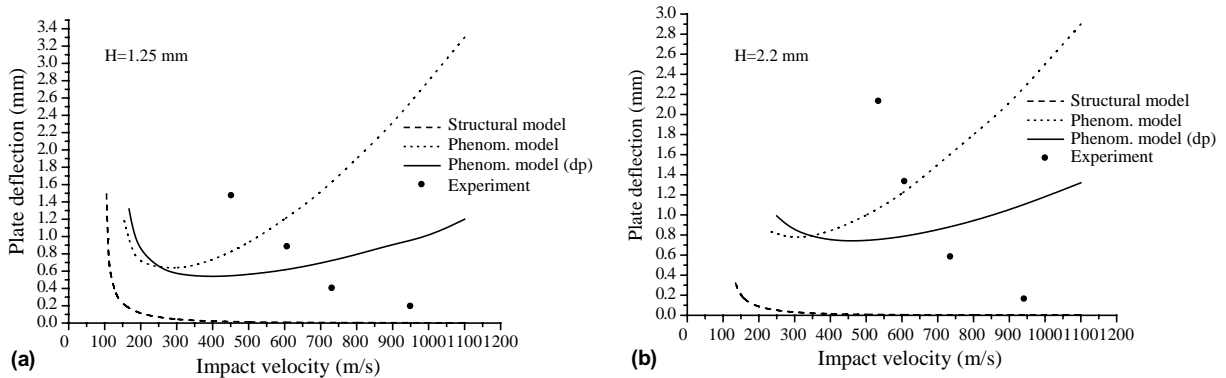 3.4
3.2
3.0
2.8
2.6
2.4
2.2
2.0
1.8
1.6
1.4
1.2
1.0
0.8
0.6
0.4
0.2
0.0
Plate deflection (mm)
H=1.25 mm
Structural model
Phenom. model
Phenom. model (dp)
Experiment
0 100 200 300 400 500 600 700 800 900 1000 1100 1200
Impact velocity (m/s)
(a)
3.0
2.8
2.6
2.4
2.2
2.0
1.8
1.6
1.4
1.2
1.0
0.8
0.6
0.4
0.2
0.0
Plate deflection (mm)
H=2.2 mm
Structural model
Phenom. model
Phenom. model (dp)
Experiment
0 100 200 300 400 500 600 700 800 900 1000 1100 1200
Impact velocity (m/s)
(b)